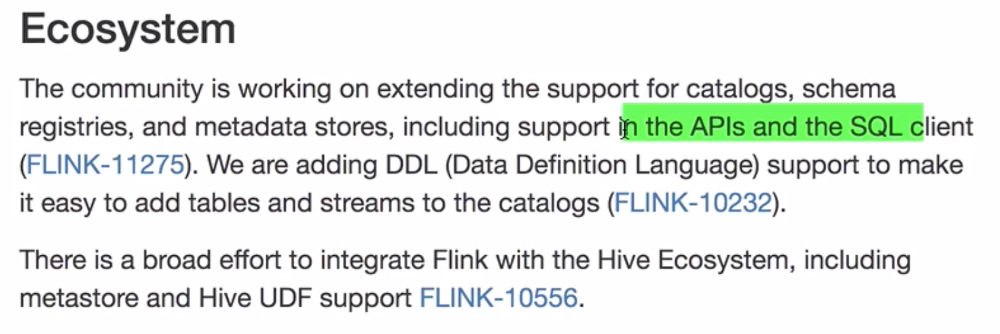 Ecosystem
The community is working on extending the support for catalogs, schema
registries, and metadata stores, including support in the APIs and the SQL client
(FLINK-11275). We are adding DDL (Data Definition Language) support to make
it easy to add tables and streams to the catalogs (FLINK-10232).
There is a broad effort to integrate Flink with the Hive Ecosystem, including
metastore and Hive UDF support FLINK-10556.